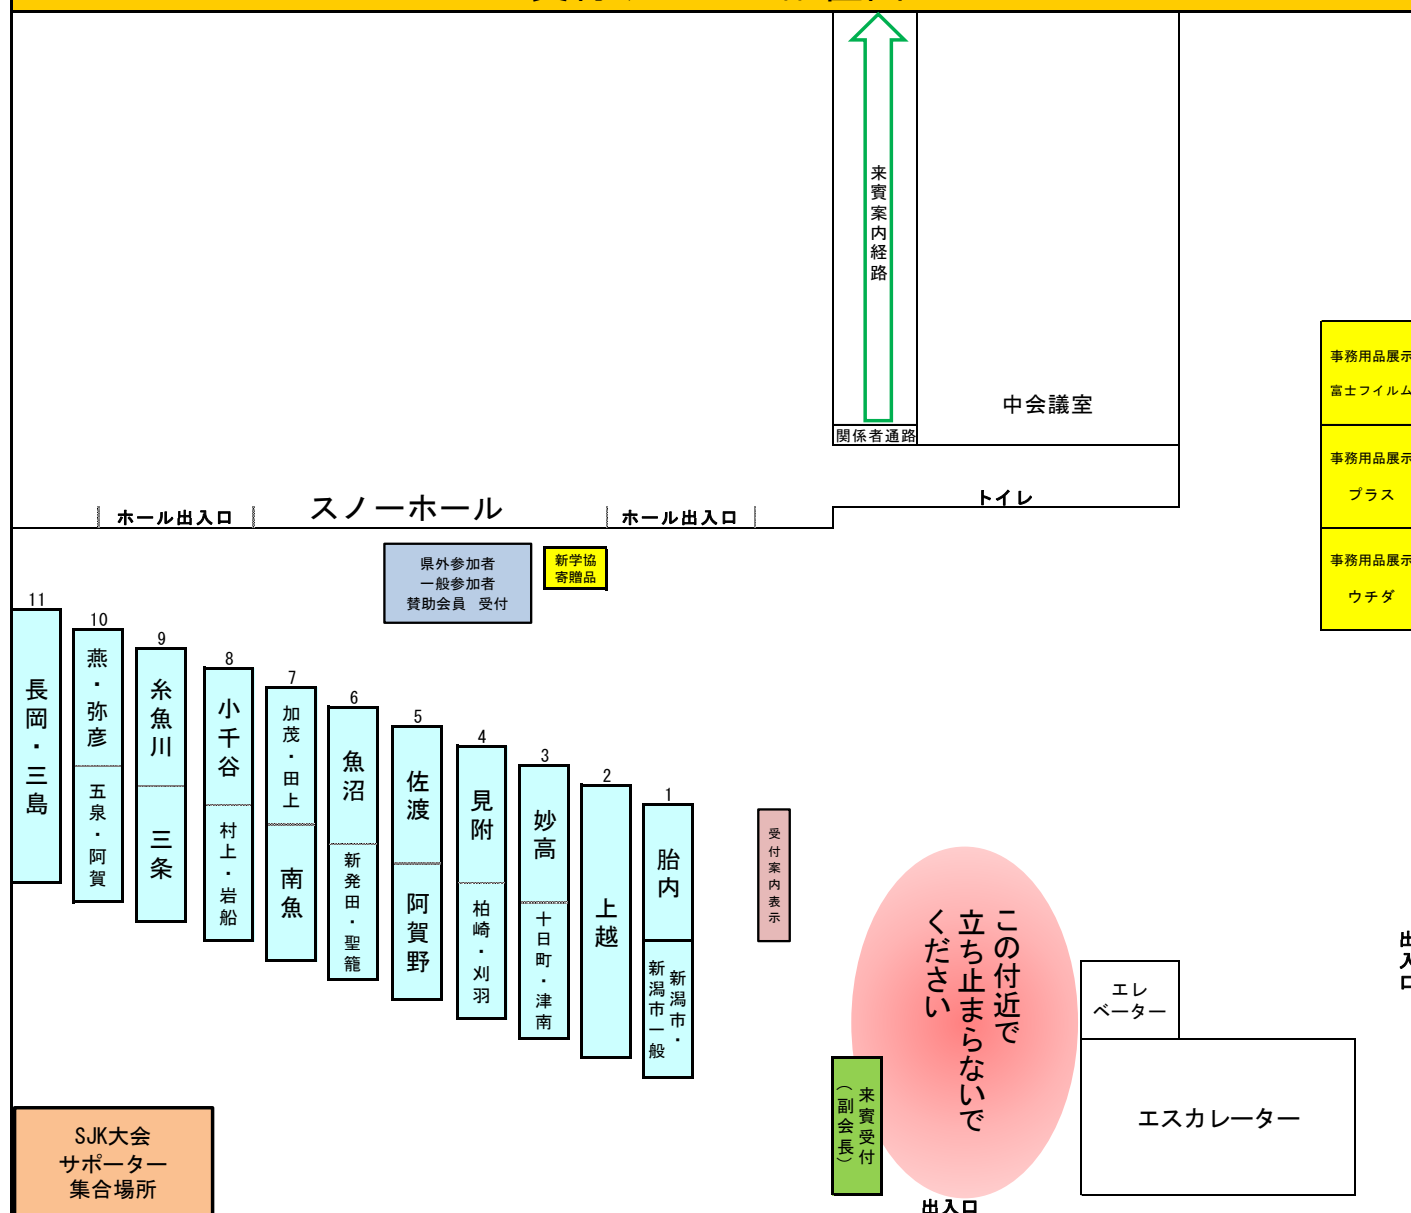 来賓案内経路
中会議室
関係者通路
トイレ
事務用品展示
富士フイルム
事務用品展示
プラス
事務用品展示
ウチダ
ホール出入口
スノーホール
ホール出入口
県外参加者
一般参加者
賛助会員　受付
新学協
寄贈品
11
長岡・三島
10
燕・弥彦
五泉・阿賀
9
糸魚川
三条
8
小千谷
村上・岩船
7
加茂・田上
南魚
6
魚沼
新発田・聖籠
5
佐渡
阿賀野
4
見附
柏崎・刈羽
3
妙高
十日町・津南
2
上越
1
胎内
新潟市・
新潟市一般
受付案内表示
この付近で
立ち止まらないで
ください
来賓受付
（副会長）
エレ
ベーター
エスカレーター
出入口
出入口
SJK大会
サポーター
集合場所